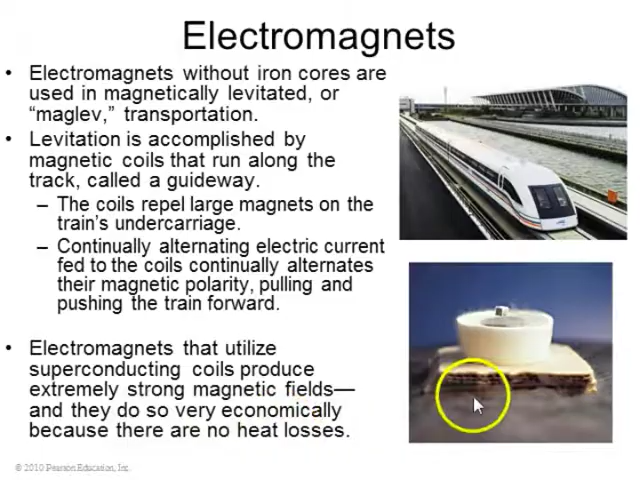 Electromagnets
• Electromagnets without iron cores are
used in magnetically levitated, or
“maglev,” transportation.
• Levitation is accomplished by
magnetic coils that run along the
track, called a guideway.
– The coils repel large magnets on the
train’s undercarriage.
– Continually alternating electric current
fed to the coils continually alternates
their magnetic polarity, pulling and
pushing the train forward.
• Electromagnets that utilize
superconducting coils produce
extremely strong magnetic fields—
and they do so very economically
because there are no heat losses.
© 2010 Pearson Education, Inc.